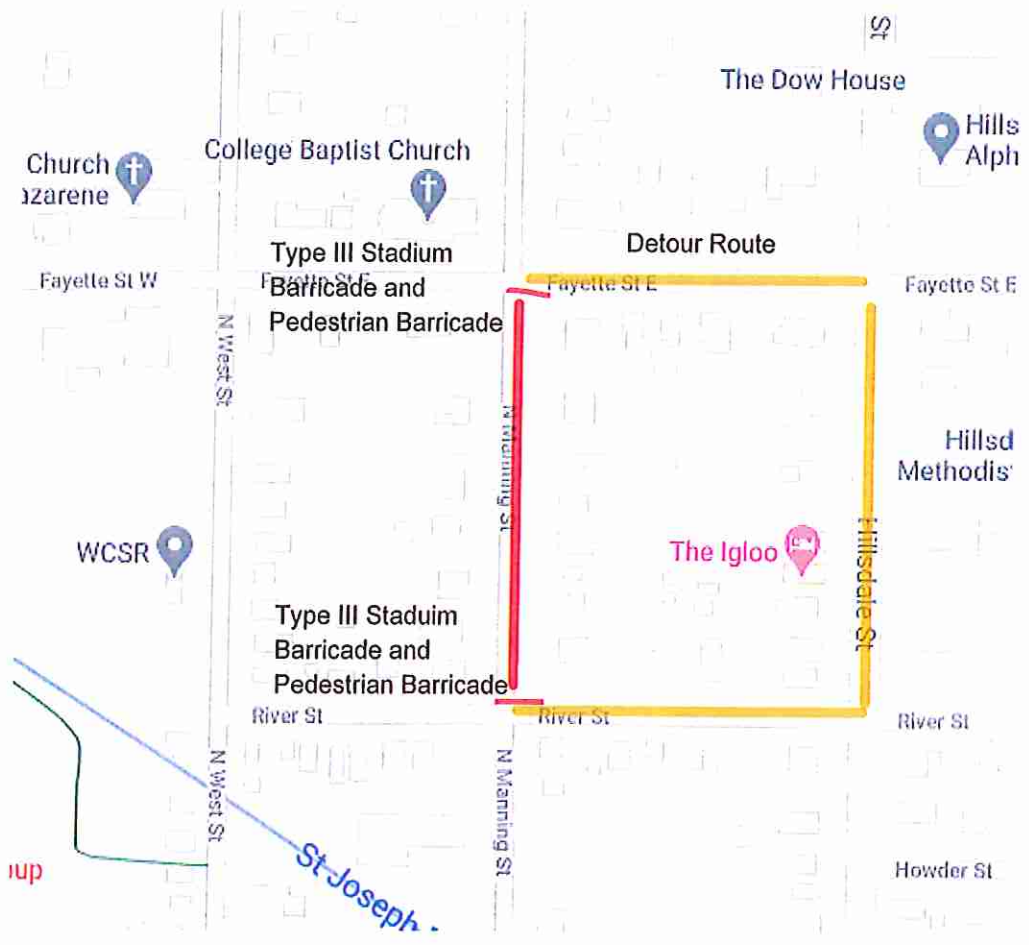 St
The Dow House
Hills
Alph
College Baptist Church
Church
azarene
Detour Route
Type III Stadium
Barricade and
Pedestrian Barricade
Fayette St W
Fayette St E
Fayette St E
Fayette St E
N West St
N Manning St
Hillsd
Methodis
WCSR
The Igloo
Hillsdale St
Type III Staduim
Barricade and
Pedestrian Barricade
River St
River St
River St
N West St
N Manning St
St Joseph
oup
Howder St